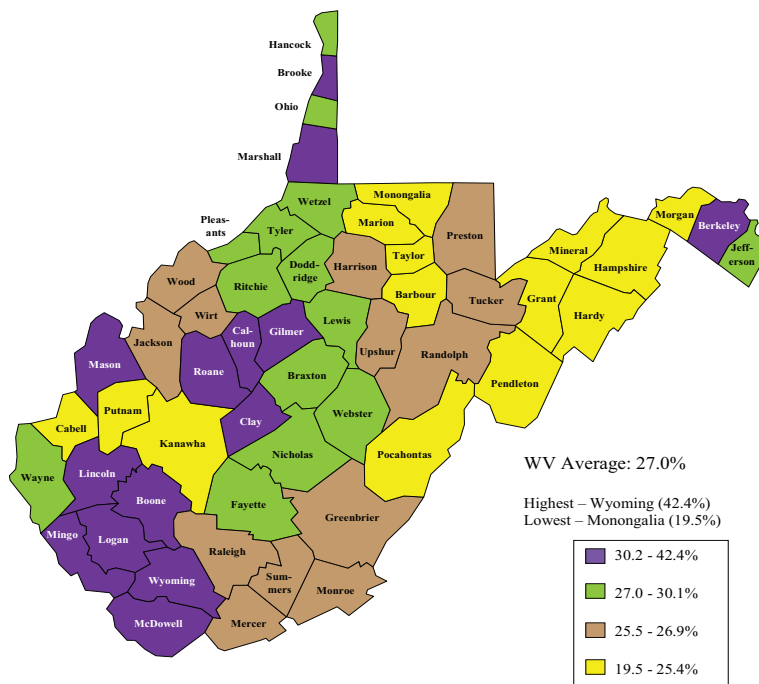 Hancock
Brooke
Ohio
Marshall
Wetzel
Monongalia
Marion
Pleas-
ants
Tyler
Preston
Morgan
Berkeley
Jeff-
erson
Mineral
Hampshire
Taylor
Dodd-
ridge
Harrison
Wood
Ritchie
Barbour
Tucker
Grant
Hardy
Wirt
Lewis
Cal-
houn
Gilmer
Jackson
Upshur
Randolph
Mason
Roane
Braxton
Pendleton
Putnam
Webster
Cabell
Clay
Kanawha
Pocahontas
Nicholas
Wayne
Lincoln
Boone
Fayette
Greenbrier
Mingo
Logan
Raleigh
Wyoming
Sum-
mers
Monroe
McDowell
Mercer
WV Average: 27.0%
Highest – Wyoming (42.4%)
Lowest – Monongalia (19.5%)
30.2 - 42.4%
27.0 - 30.1%
25.5 - 26.9%
19.5 - 25.4%